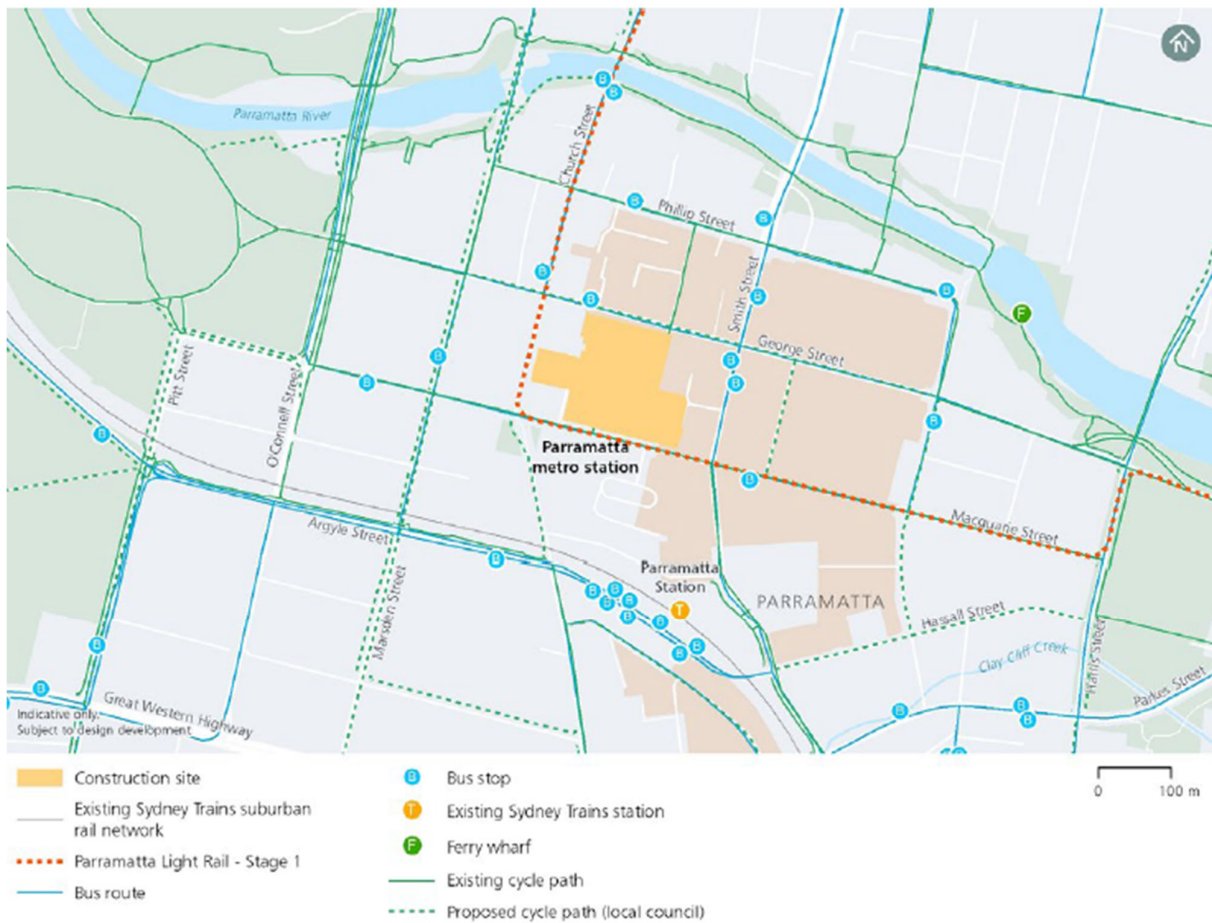 N
Parramatta River
Church Street
B
B
B
Phillip Street
B
B
B
B
F
Smith Street
B
B
George Street
B
B
Pitt Street
O'Connell Street
B
B
B
B
B
Parramatta
metro station
B
Macquarie Street
Argyle Street
B
Parramatta
Station
T
PARRAMATTA
B
B
B
B
B
B
B
B
Hassall Street
Marsden Street
Clay Cliff Creek
Harris Street
Parkes Street
B
B
B
B
B
B
B
Great Western Highway
Indicative only.
Subject to design development
Construction site
Existing Sydney Trains suburban
rail network
Parramatta Light Rail - Stage 1
Bus route
B
Bus stop
T
Existing Sydney Trains station
F
Ferry wharf
Existing cycle path
Proposed cycle path (local council)
0 100 m